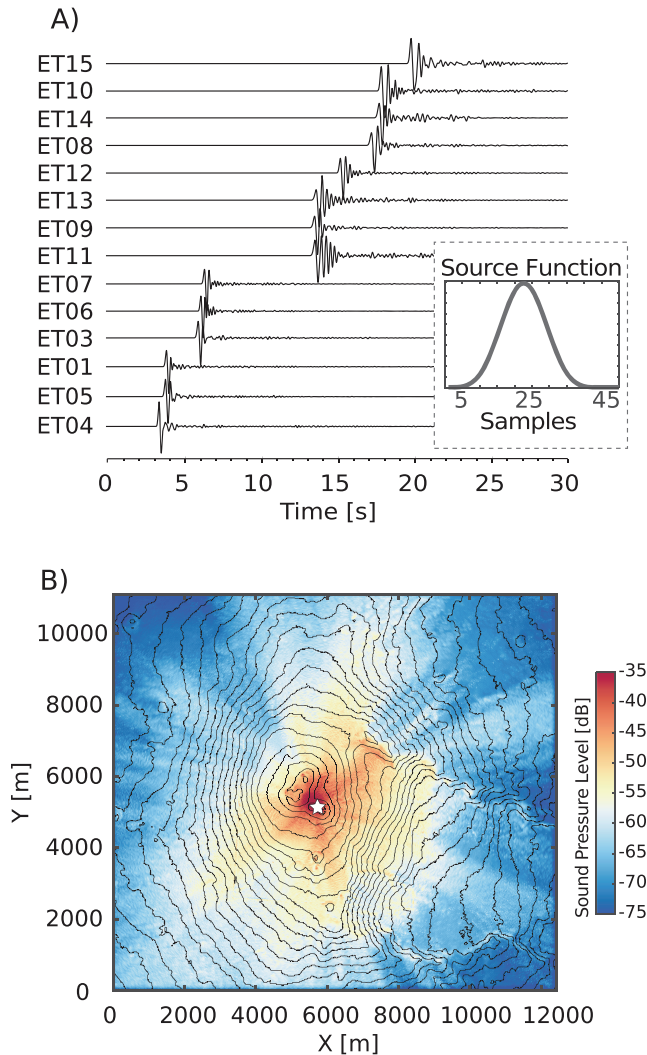 A)
ET15
ET10
ET14
ET08
ET12
ET13
ET09
ET11
ET07
ET06
ET03
ET01
ET05
ET04
Source Function
5 25 45
Samples
0 5 10 15 20 25 30
Time [s]
B)
10000
8000
6000
4000
2000
0
Y [m]
0 2000 4000 6000 8000 10000 12000
X [m]
-35
-40
-45
-50
-55
-60
-65
-70
-75
Sound Pressure Level [dB]